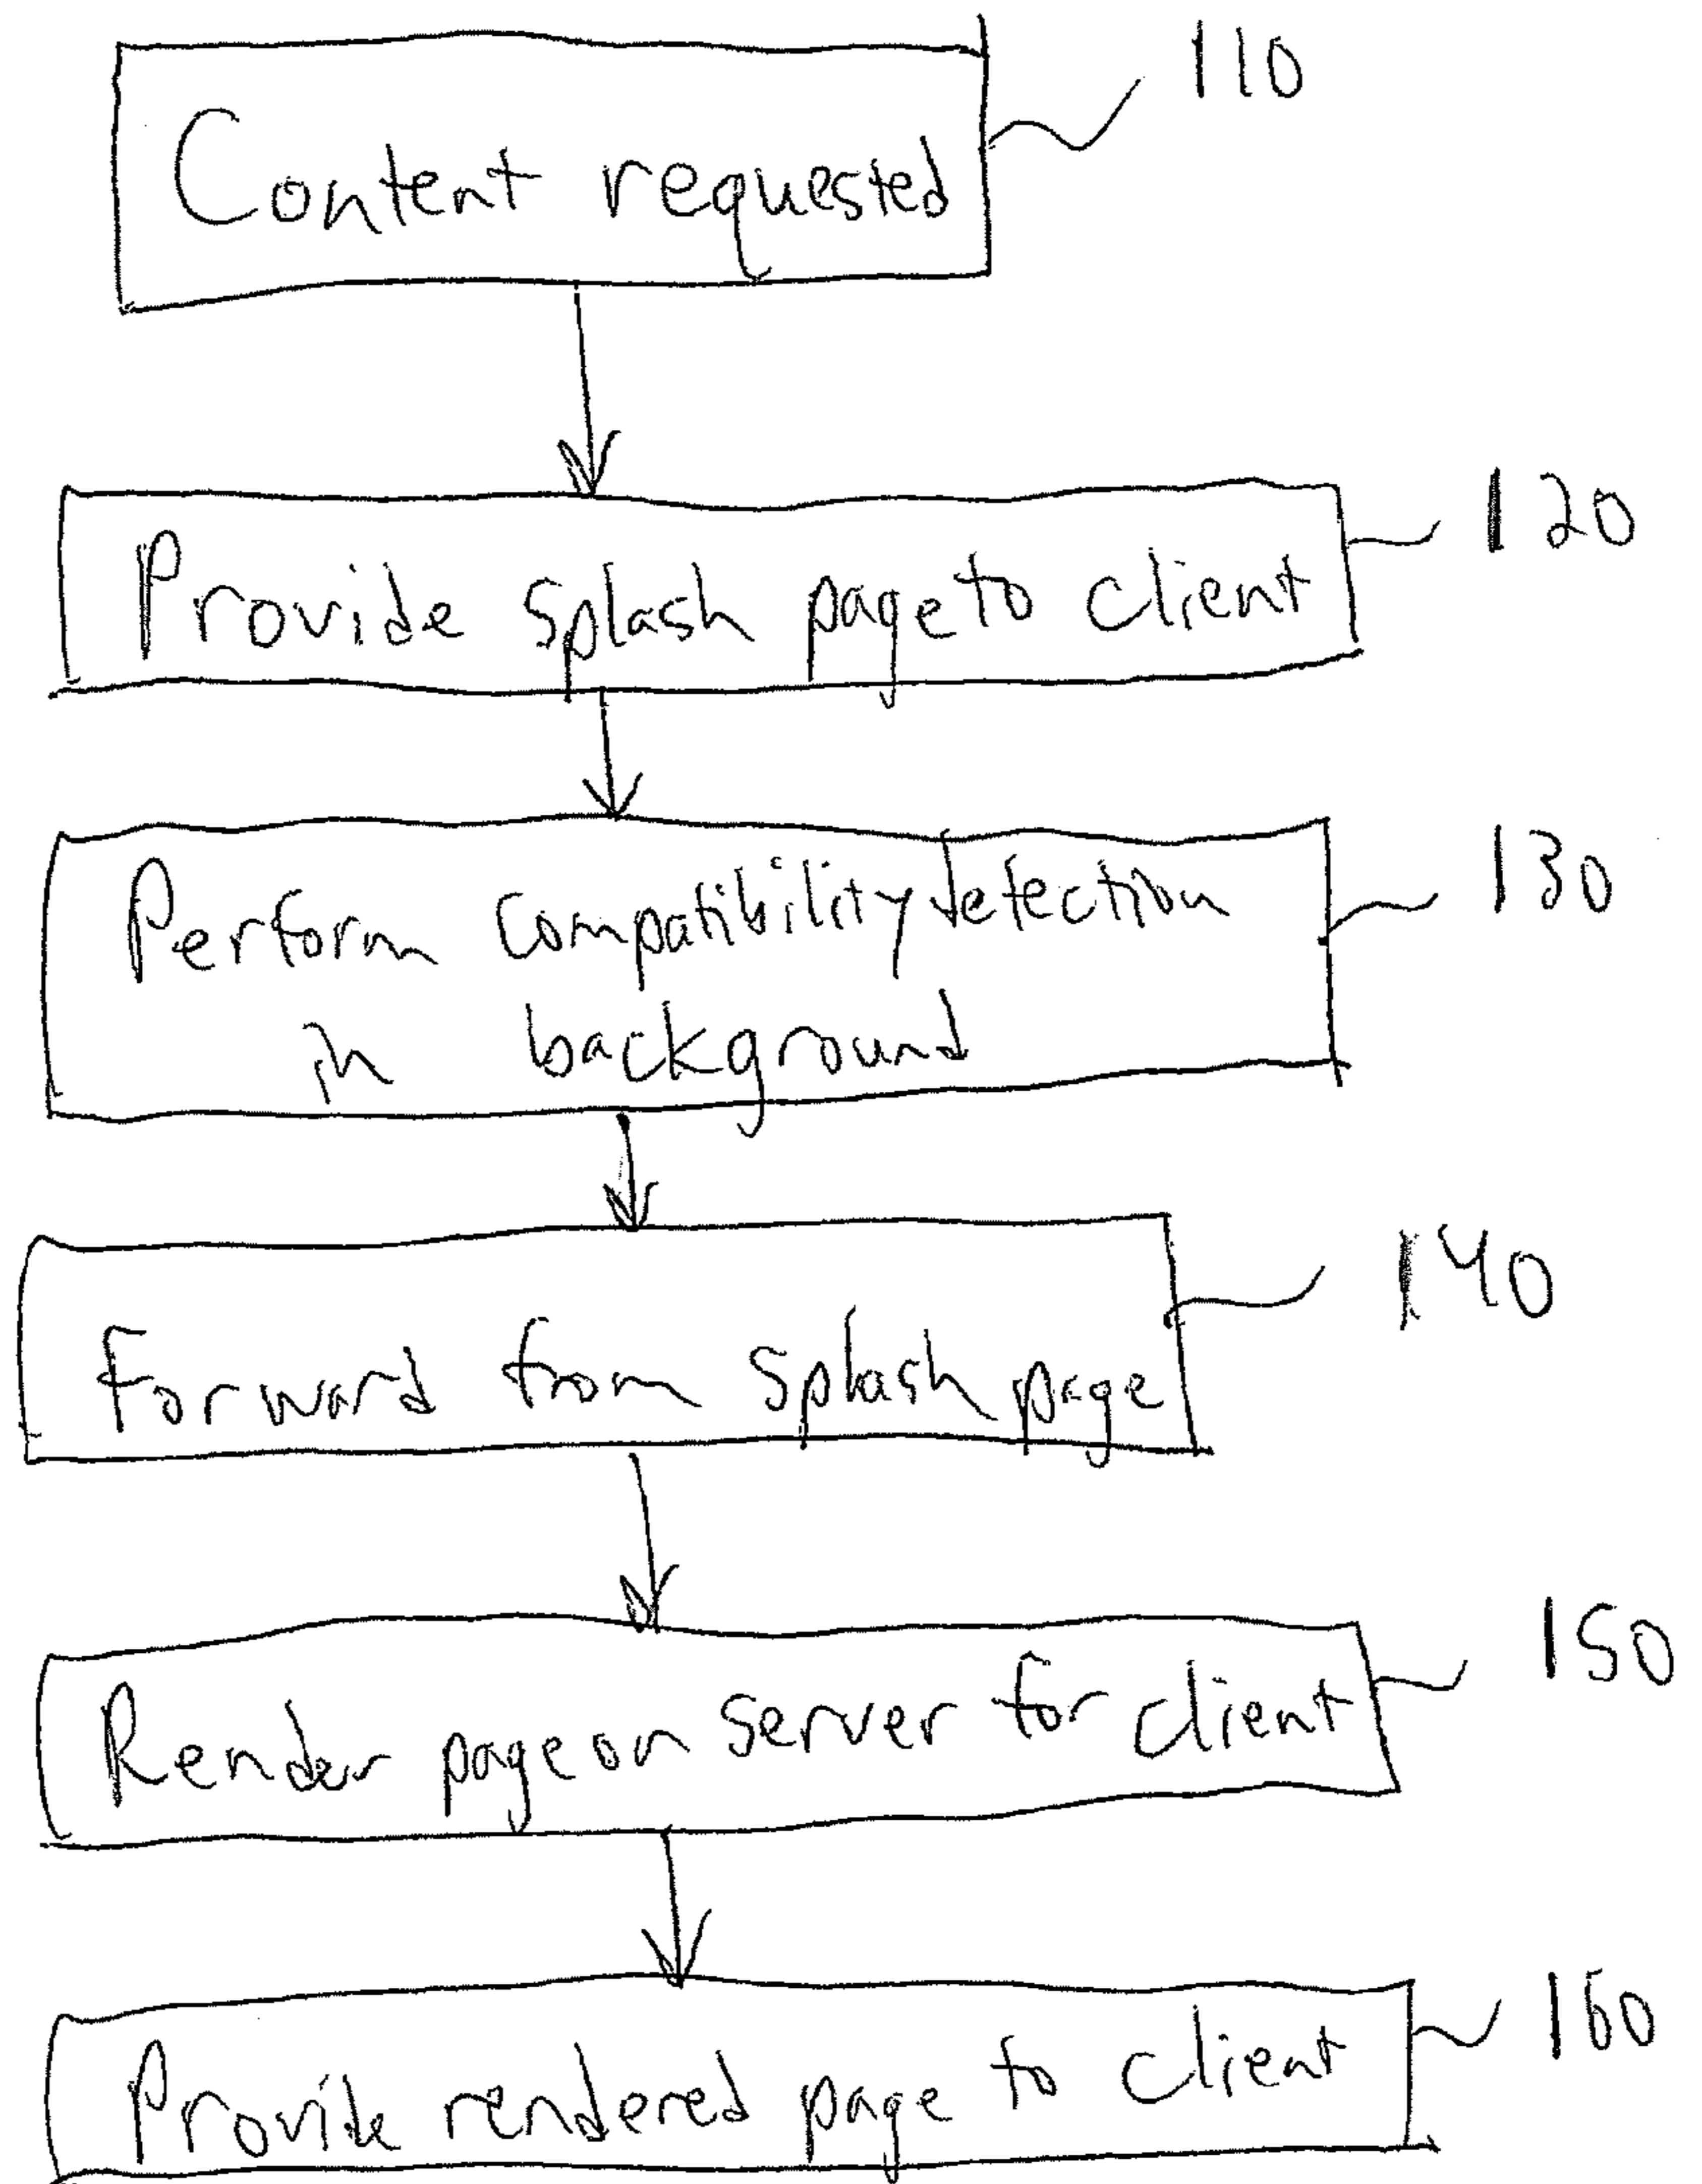 Content requested
110
Provide splash page to client
120
Perform compatibility detection
in background
130
Forward from splash page
140
Render page on server for client
150
Provide rendered page to client
160